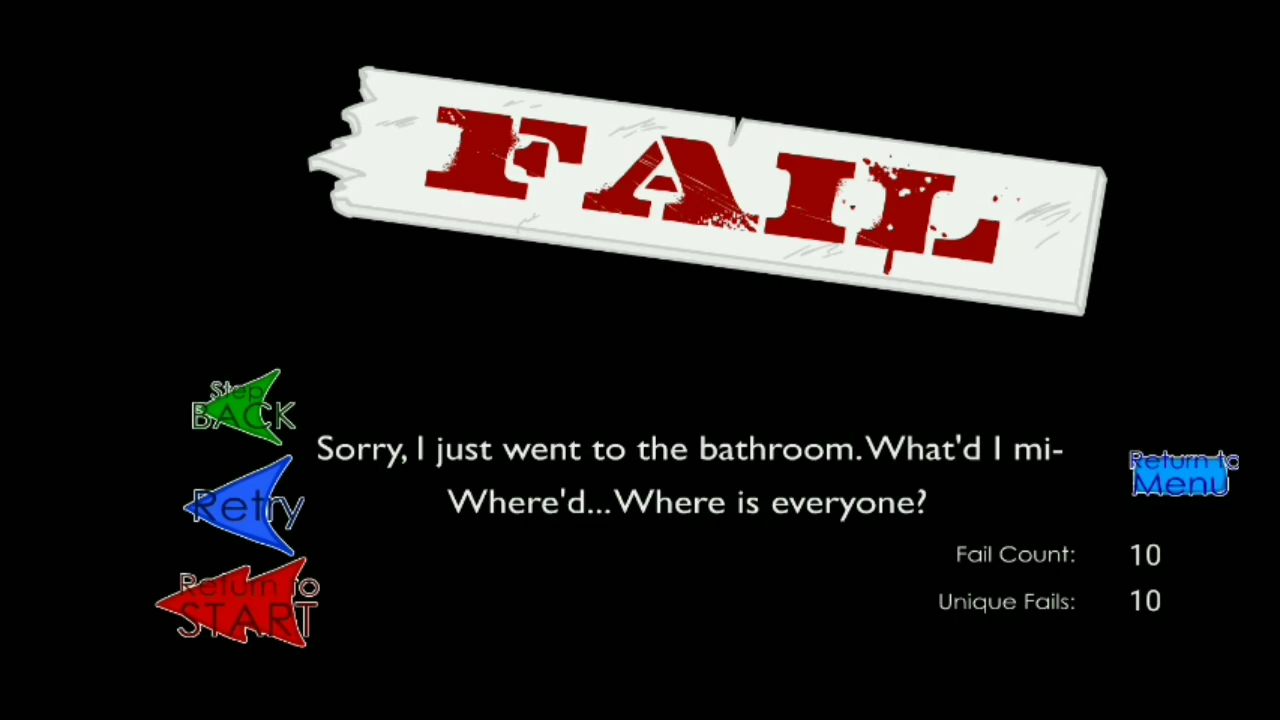 FAIL
Step
BACK
Sorry, I just went to the bathroom. What'd I mi-
Where'd... Where is everyone?
Retry
Return to
START
Return to
Menu
Fail Count: 10
Unique Fails: 10